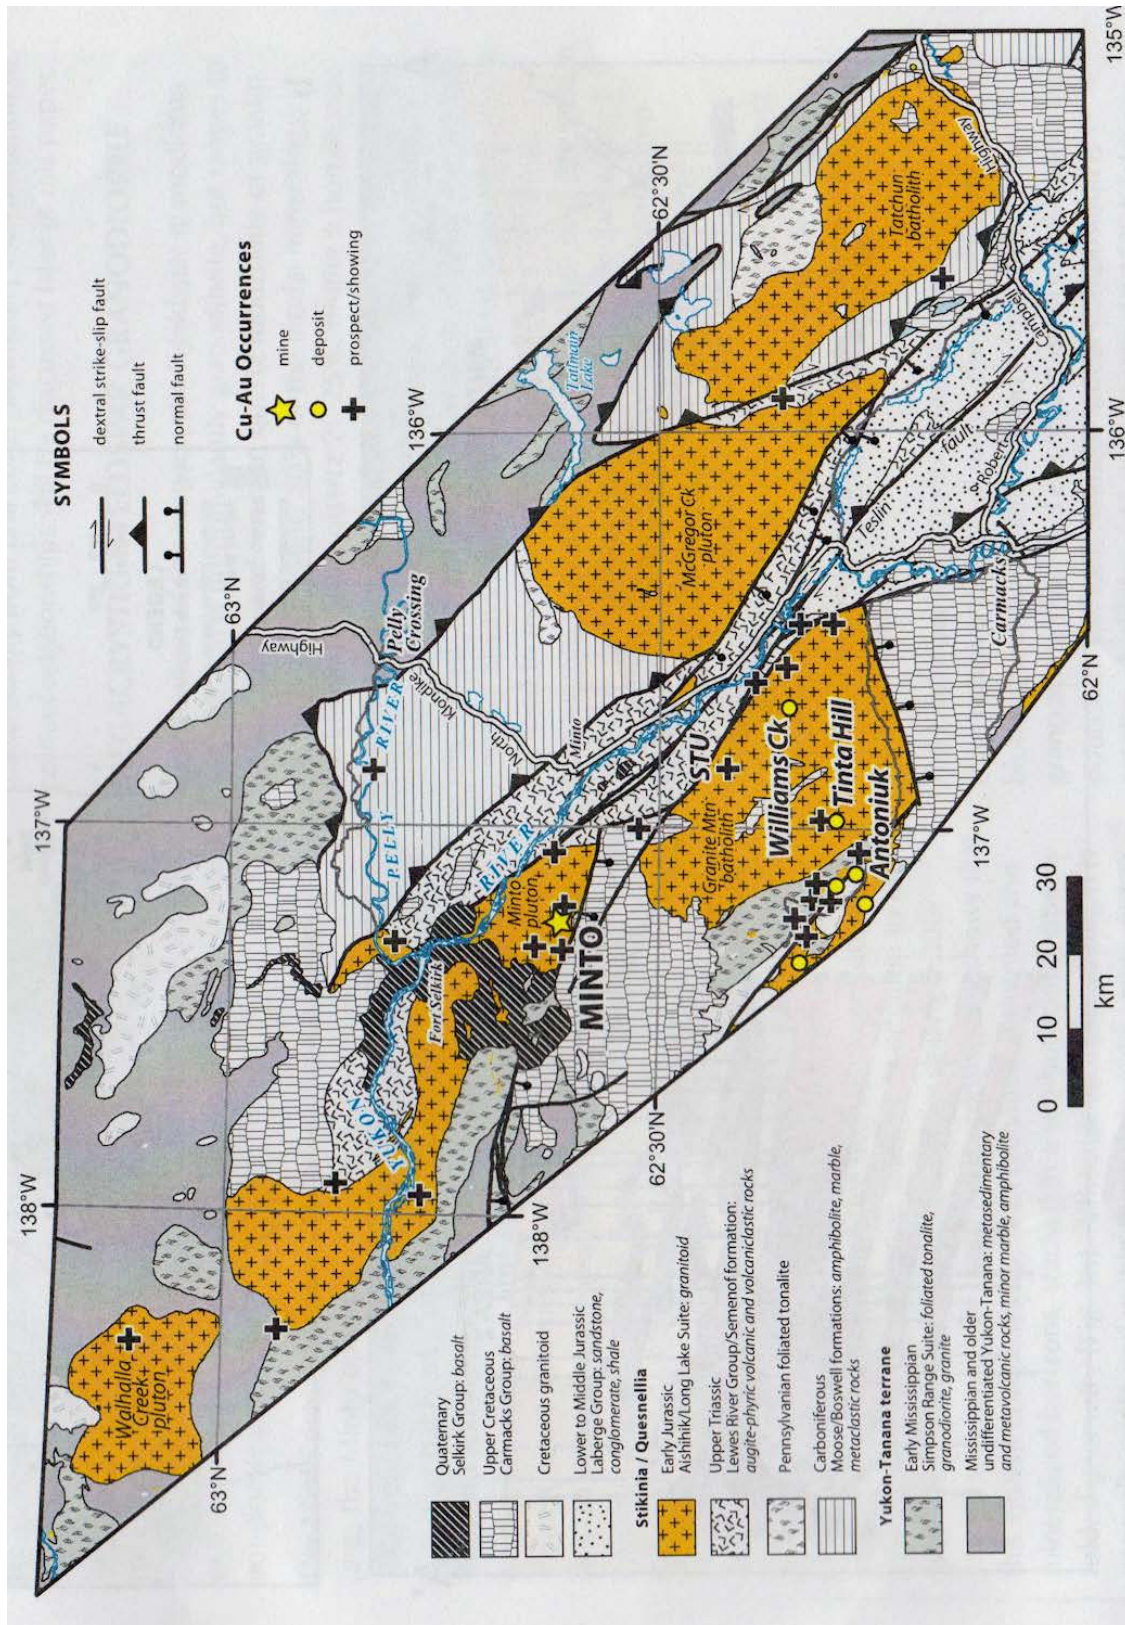 SYMBOLS
dextral strike-slip fault
thrust fault
normal fault
Cu-Au Occurrences
mine
deposit
prospect/showing
138°W
137°W
63°N
136°W
62°30'N
135°W
63°N
138°W
62°30'N
137°W
62°N
136°W
Walhalla
Creek
pluton
YUKON
Fort Selkirk
PELLY RIVER
RIVER
Pelly
Crossing
Highway
Klondike
North
Minto
Tatlmain
Lake
Minto
pluton
MINTO
McGregor Ck
pluton
Tatchun
batholith
Granite Mtn
batholith
STU
Williams Ck
Tinta Hill
Antoniuk
Carmacks
Robert
Campbell
Highway
Teslin
fault
0 10 20 30
km
Quaternary
Selkirk Group: basalt
Upper Cretaceous
Carmacks Group: basalt
Cretaceous granitoid
Lower to Middle Jurassic
Laberge Group: sandstone,
conglomerate, shale
Stikinia / Quesnellia
Early Jurassic
Aishihik/Long Lake Suite: granitoid
Upper Triassic
Lewes River Group/Semenof formation:
augite-phyric volcanic and volcaniclastic rocks
Pennsylvanian foliated tonalite
Carboniferous
Moose/Boswell formations: amphibolite, marble,
metaclastic rocks
Yukon-Tanana terrane
Early Mississippian
Simpson Range Suite: foliated tonalite,
granodiorite, granite
Mississippian and older
undifferentiated Yukon-Tanana: metasedimentary
and metavolcanic rocks, minor marble, amphibolite